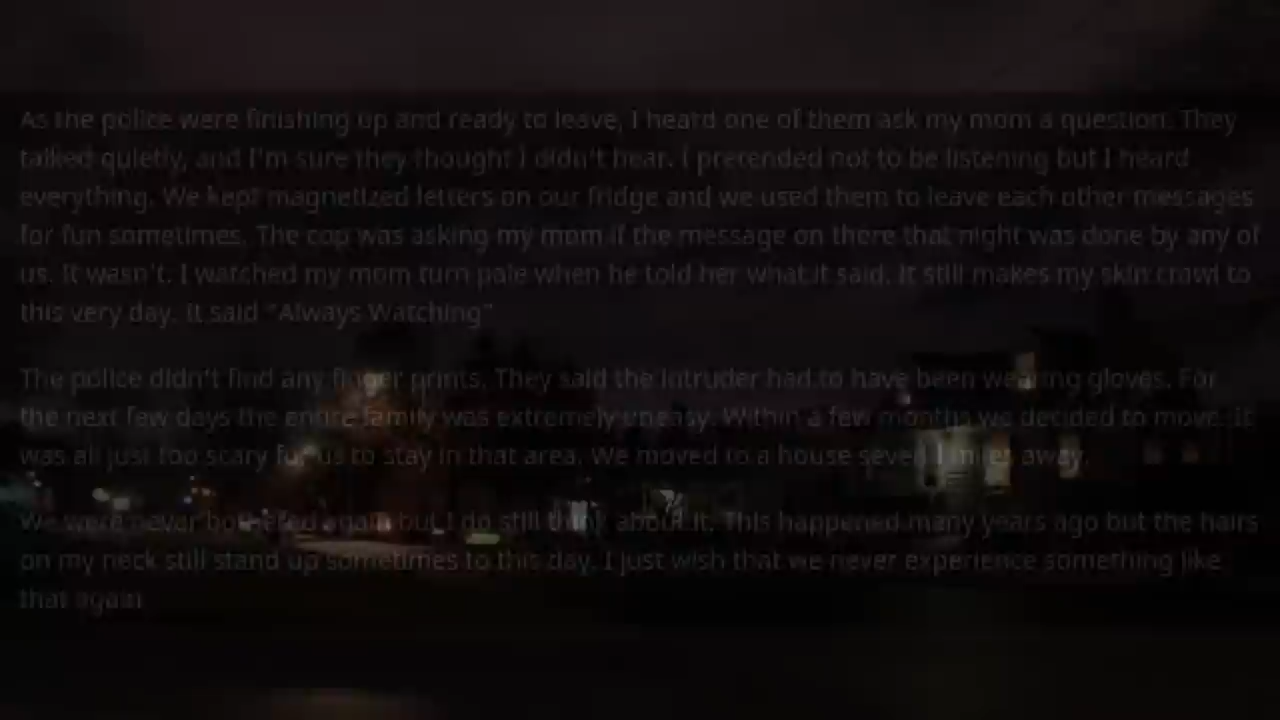 As the police were finishing up and ready to leave, I heard one of them ask my mom a question. They
talked quietly, and I'm sure they thought I didn't hear. I pretended not to be listening but I heard
everything. We kept magnetized letters on our fridge and we used them to leave each other messages
for fun sometimes. The cop was asking my mom if the message on there that night was done by any of
us. It wasn't. I watched my mom turn pale when he told her what it said. It still makes my skin crawl to
this very day. It said "Always Watching"
The police didn't find any finger prints. They said the intruder had to have been wearing gloves. For
the next few days the entire family was extremely uneasy. Within a few months we decided to move. It
was all just too scary for us to stay in that area. We moved to a house several miles away.
We were never bothered again but I do still think about it. This happened many years ago but the hairs
on my neck still stand up sometimes to this day. I just wish that we never experience something like
that again